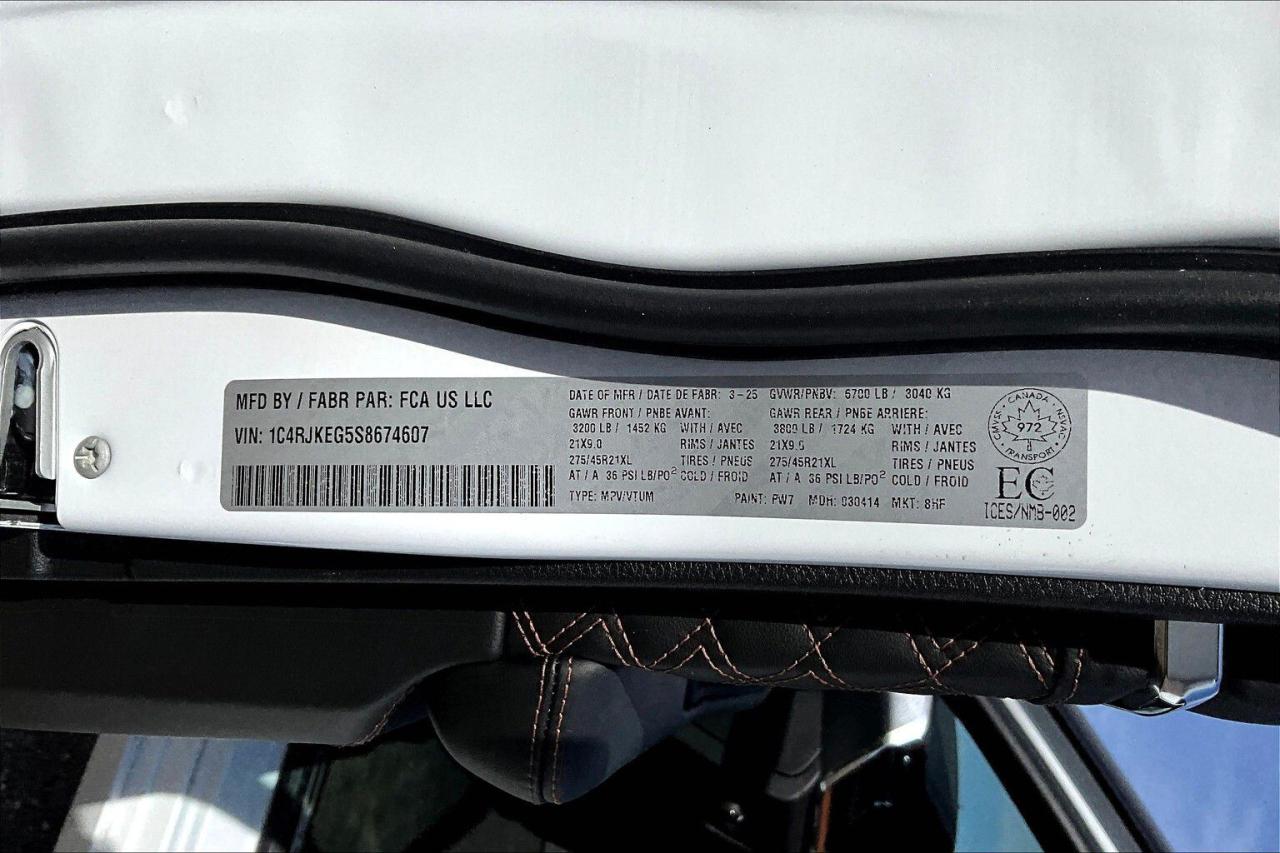 MFD BY / FABR PAR: FCA US LLC
VIN: 1C4RJKEG5S8674607
DATE OF MFR / DATE DE FABR: 3-25 GVWR/PNBV: 6700 LB / 3040 KG
GAWR FRONT / PNBE AVANT: GAWR REAR / PNBE ARRIERE:
3200 LB / 1452 KG WITH / AVEC 3800 LB / 1724 KG WITH / AVEC
21X9.0 RIMS / JANTES 21X9.0 RIMS / JANTES
275/45R21XL TIRES / PNEUS 275/45R21XL TIRES / PNEUS
AT / A 36 PSI LB/PO² COLD / FROID AT / A 36 PSI LB/PO² COLD / FROID
TYPE: MPV/VTUM PAINT: PW7 MDH: 030414 MKT: 8HF
CANADA
CMVSS NSVAC
972
TRANSPORT
EC
ICES/NMB-002